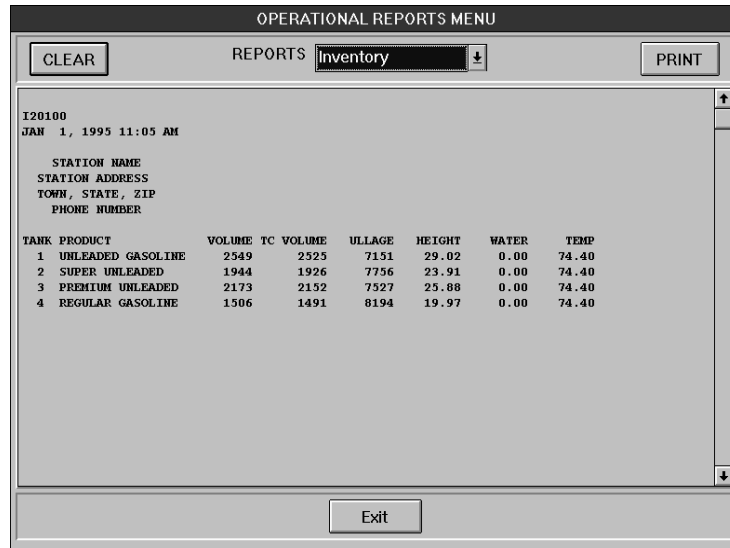 OPERATIONAL REPORTS MENU
CLEAR REPORTS Inventory PRINT
I20100
JAN 1, 1995 11:05 AM
STATION NAME
STATION ADDRESS
TOWN, STATE, ZIP
PHONE NUMBER
TANK PRODUCT VOLUME TC VOLUME ULLAGE HEIGHT WATER TEMP
1 UNLEADED GASOLINE 2549 2525 7151 29.02 0.00 74.40
2 SUPER UNLEADED 1944 1926 7756 23.91 0.00 74.40
3 PREMIUM UNLEADED 2173 2152 7527 25.88 0.00 74.40
4 REGULAR GASOLINE 1506 1491 8194 19.97 0.00 74.40
Exit